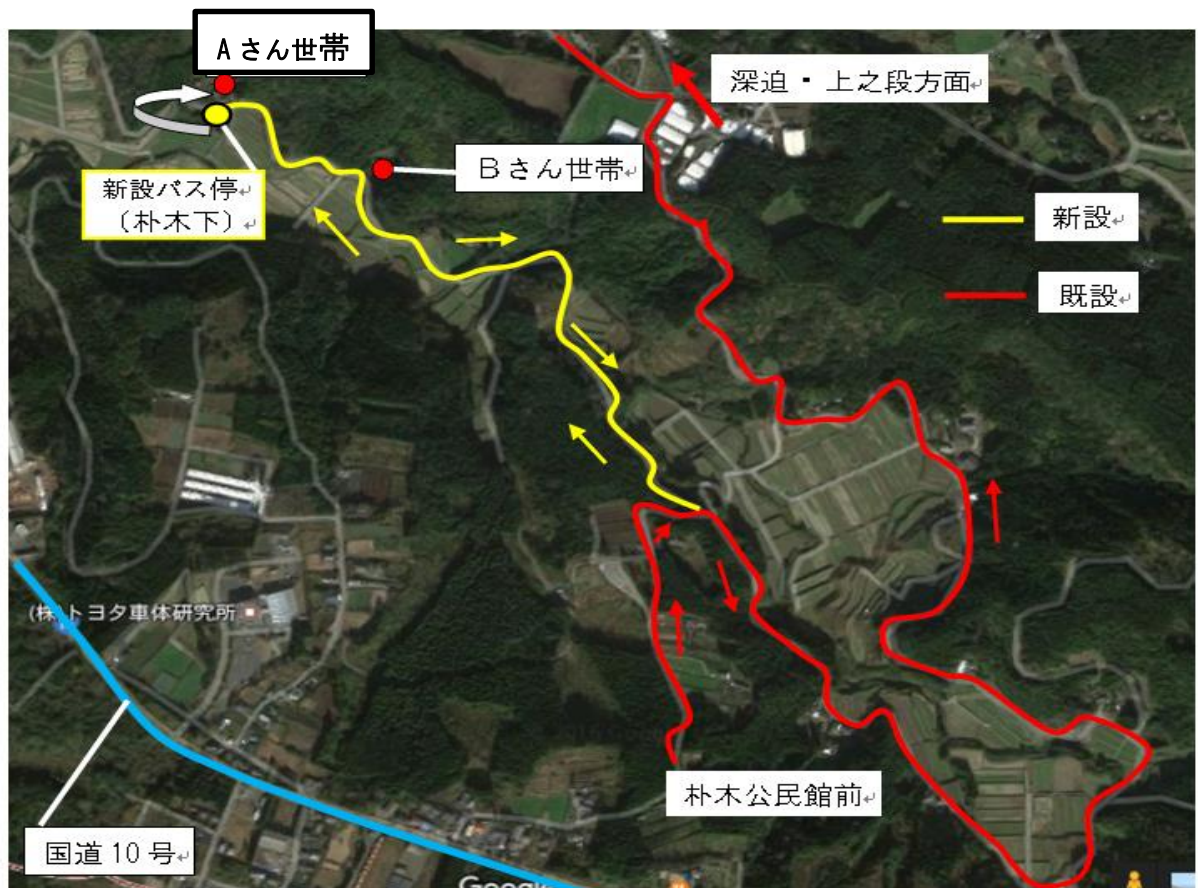 Aさん世帯
深迫・上之段方面
Bさん世帯
新設バス停
(朴木下)
新設
既設
(株)トヨタ車体研究所
朴木公民館前
国道10号
Google